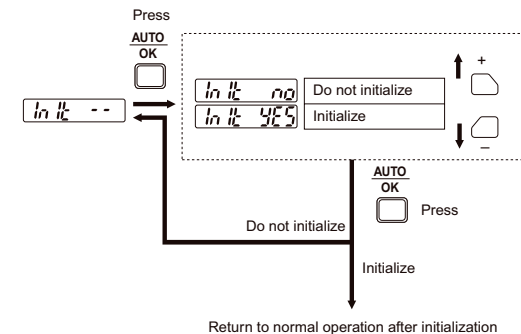 Press
AUTO
OK
+
Init no
Do not initialize
Init --
Init YES
Initialize
–
AUTO
OK
Press
Do not initialize
Initialize
Return to normal operation after initialization